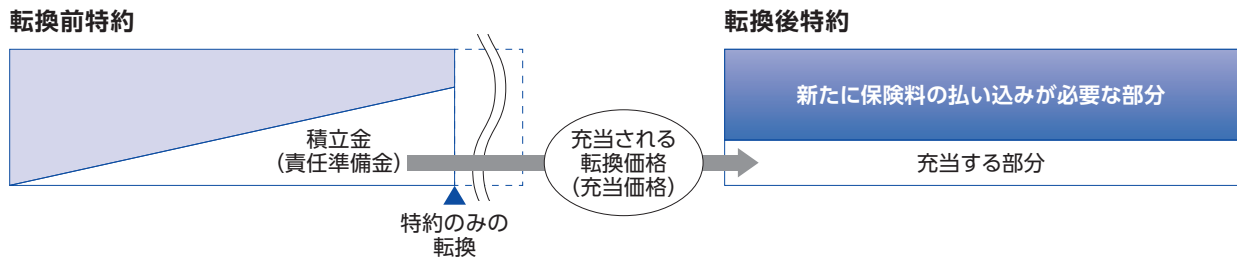 転換前特約
転換後特約
新たに保険料の払い込みが必要な部分
積立金
(責任準備金)
充当される
転換価格
(充当価格)
充当する部分
特約のみの
転換